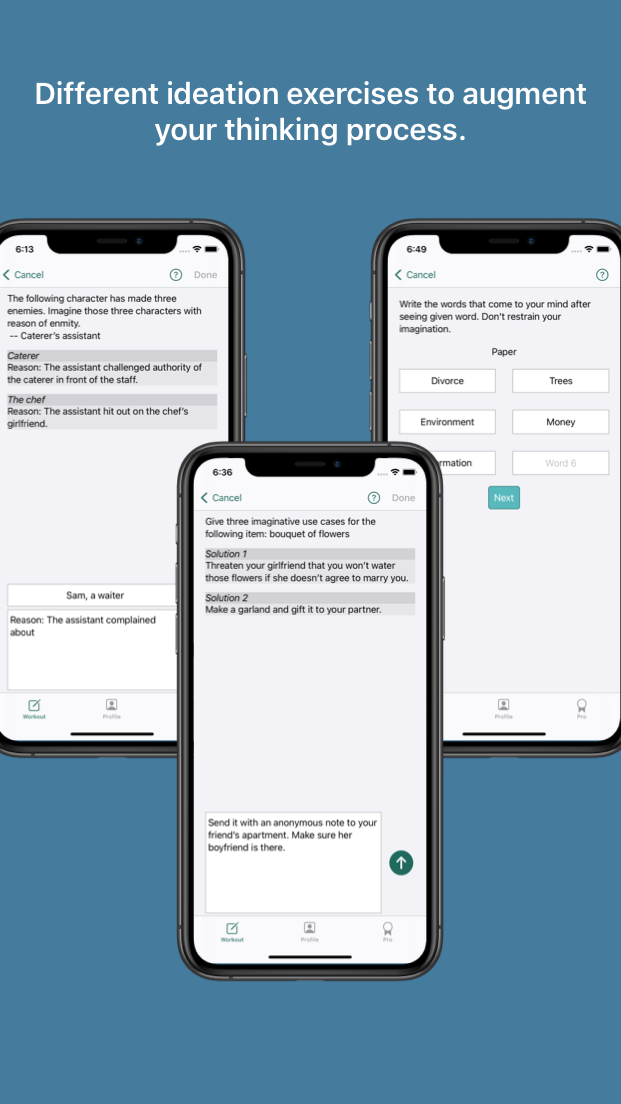 Different ideation exercises to augment
your thinking process.
6:13
Cancel
?
Done
The following character has made three
enemies. Imagine those three characters with
reason of enmity.
-- Caterer's assistant
Caterer
Reason: The assistant challenged authority of
the caterer in front of the staff.
The chef
Reason: The assistant hit out on the chef's
girlfriend.
Sam, a waiter
Reason: The assistant complained
about
Workout
Profile
6:49
Cancel
?
Write the words that come to your mind after
seeing given word. Don't restrain your
imagination.
Paper
Divorce
Trees
Environment
Money
rmation
Word 6
Next
Profile
Pro
6:36
Cancel
?
Done
Give three imaginative use cases for the
following item: bouquet of flowers
Solution 1
Threaten your girlfriend that you won't water
those flowers if she doesn't agree to marry you.
Solution 2
Make a garland and gift it to your partner.
Send it with an anonymous note to your
friend's apartment. Make sure her
boyfriend is there.
Workout
Profile
Pro